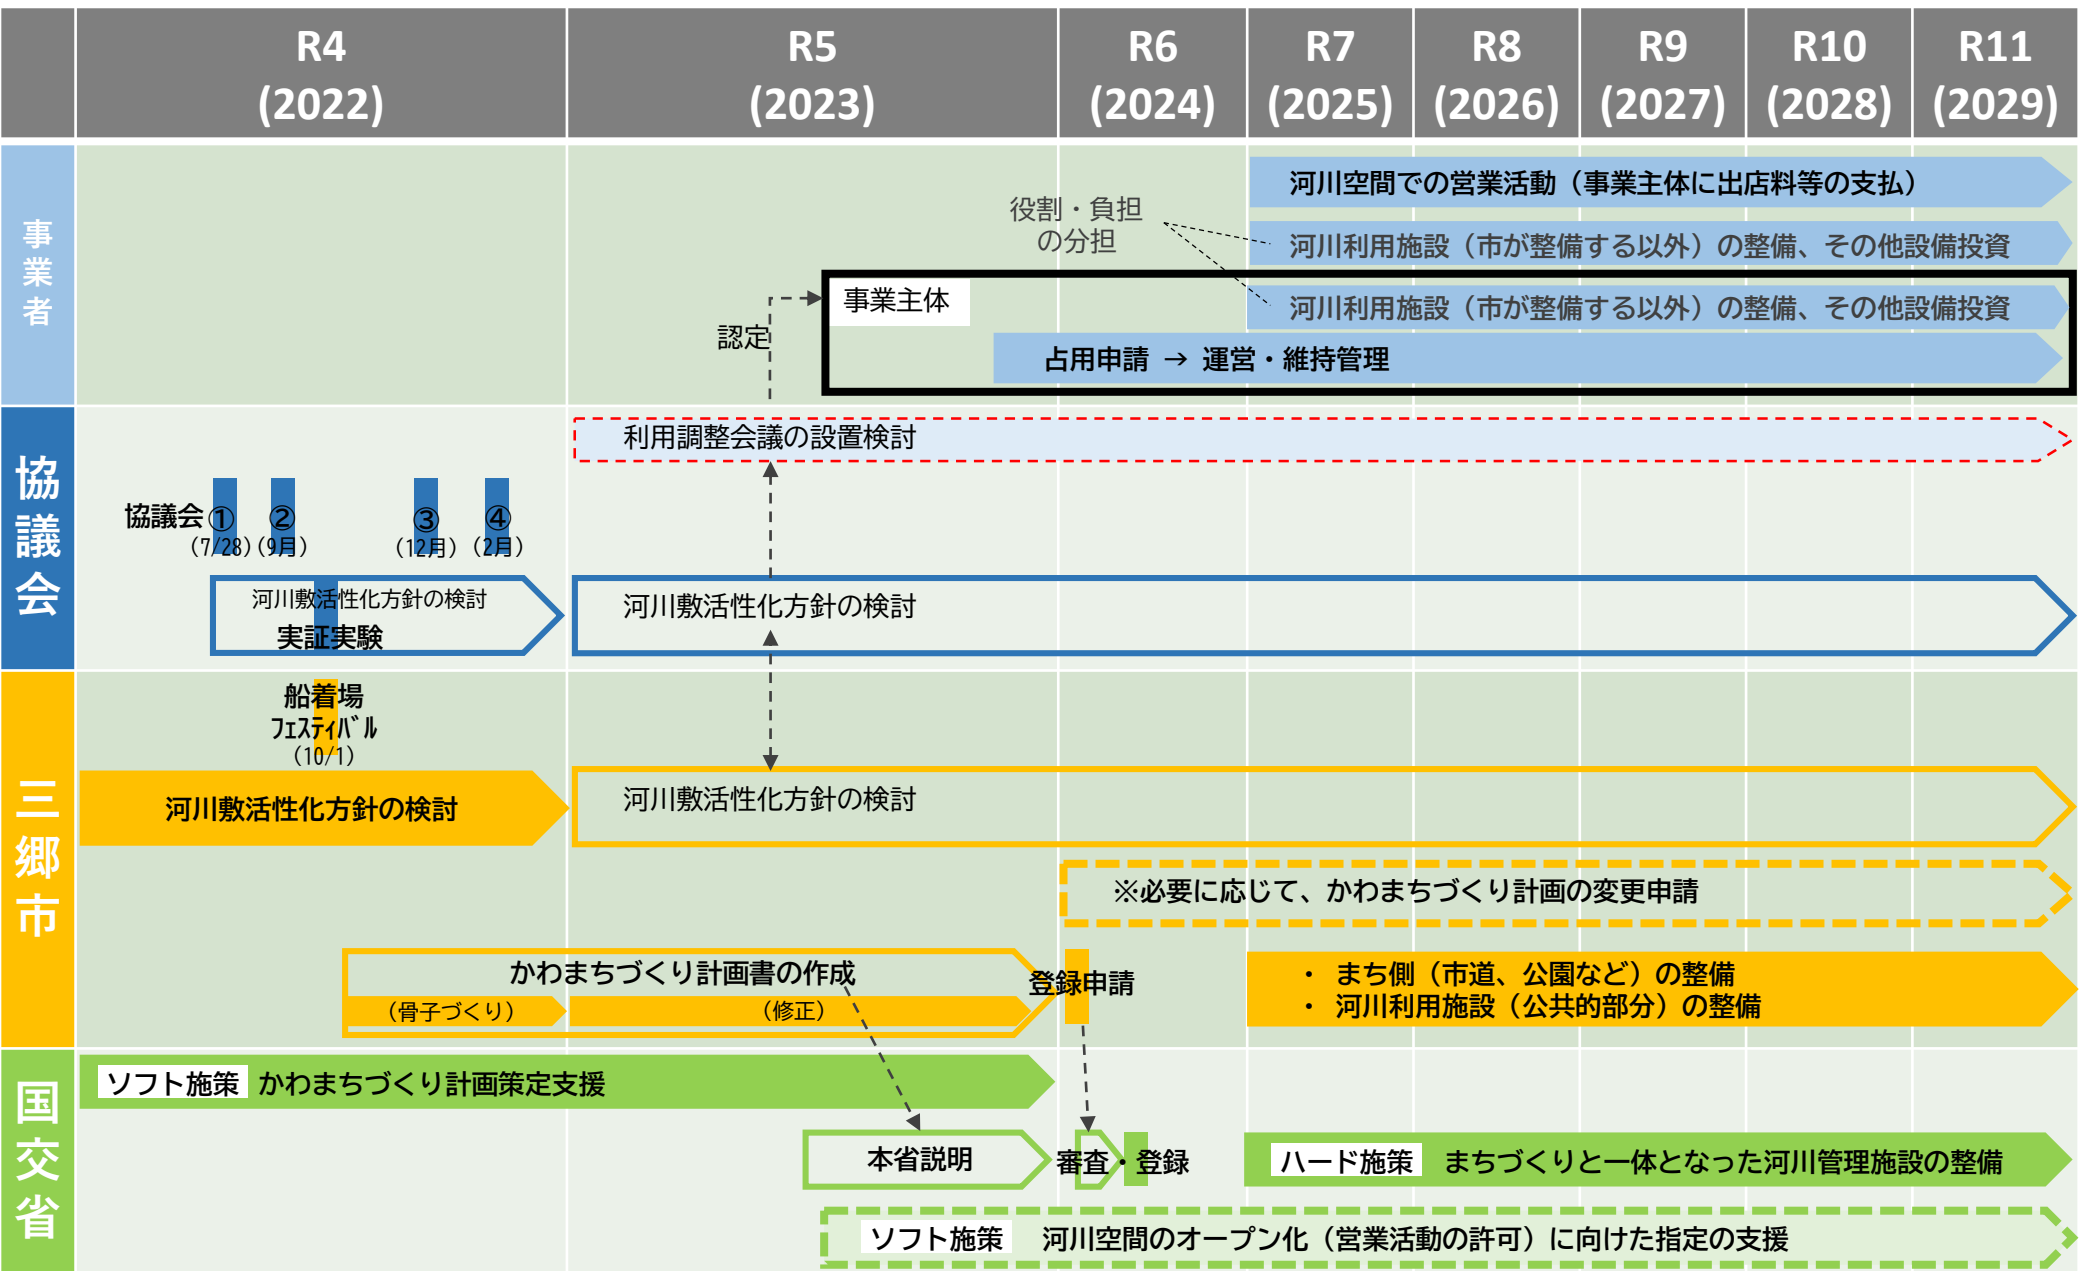 R4
(2022)
R5
(2023)
R6
(2024)
R7
(2025)
R8
(2026)
R9
(2027)
R10
(2028)
R11
(2029)
事業者
河川空間での営業活動（事業主体に出店料等の支払）
役割・負担
の分担
河川利用施設（市が整備する以外）の整備、その他設備投資
事業主体
河川利用施設（市が整備する以外）の整備、その他設備投資
認定
占用申請 → 運営・維持管理
協議会
利用調整会議の設置検討
協議会 ① ② ③ ④
(7/28) (9月) (12月) (2月)
河川敷活性化方針の検討
実証実験
河川敷活性化方針の検討
三郷市
船着場
ﾌｪｽﾃｨﾊﾞﾙ
(10/1)
河川敷活性化方針の検討
河川敷活性化方針の検討
※必要に応じて、かわまちづくり計画の変更申請
かわまちづくり計画書の作成
（骨子づくり）
（修正）
登録申請
・ まち側（市道、公園など）の整備
・ 河川利用施設（公共的部分）の整備
国交省
ソフト施策 かわまちづくり計画策定支援
本省説明
審査・登録
ハード施策 まちづくりと一体となった河川管理施設の整備
ソフト施策 河川空間のオープン化（営業活動の許可）に向けた指定の支援